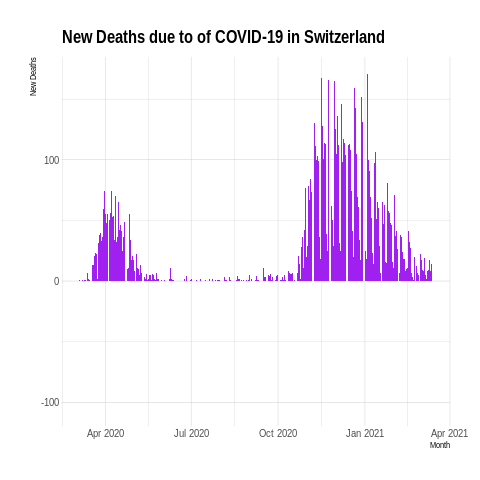 New Deaths due to of COVID-19 in Switzerland
New Deaths
100
0
-100
Apr 2020
Jul 2020
Oct 2020
Jan 2021
Apr 2021
Month